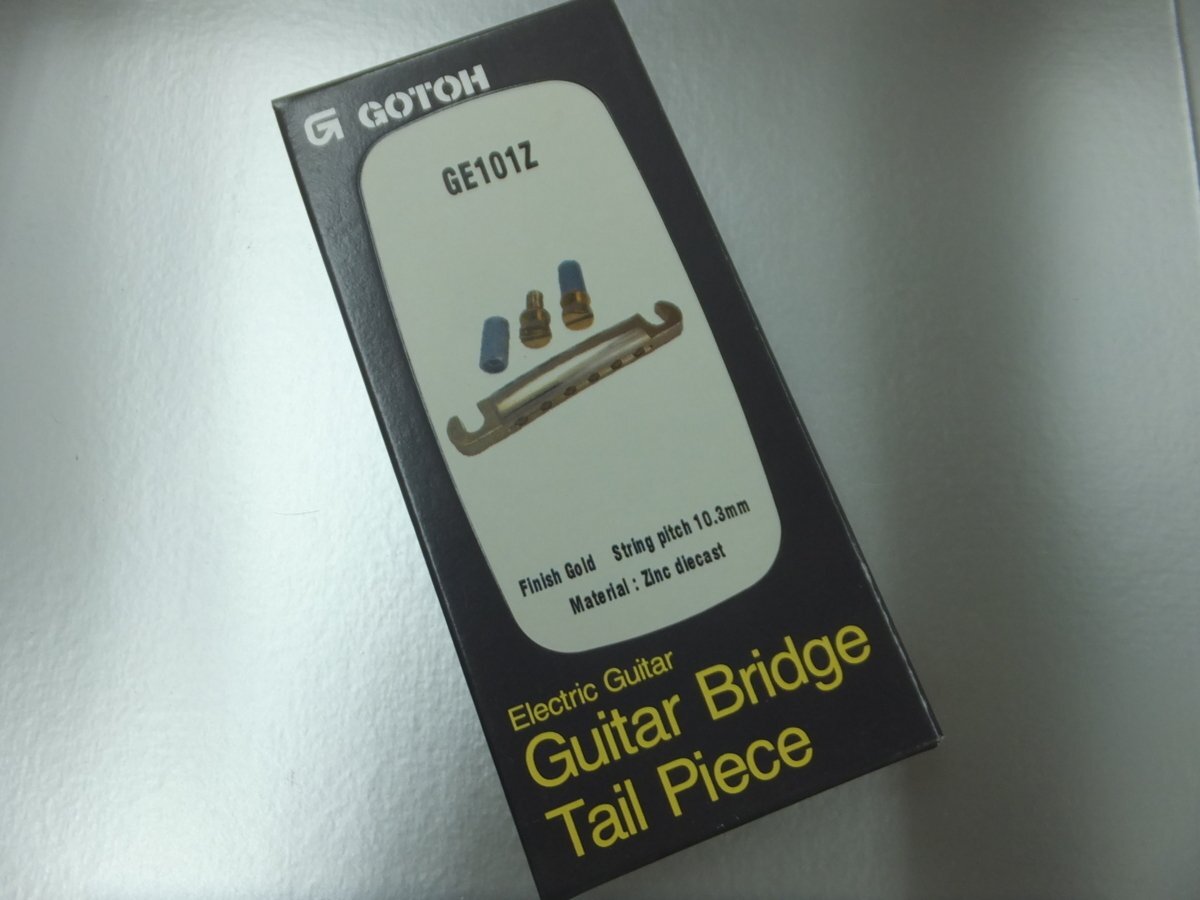 GOTOH
GE101Z
Finish Gold String pitch 10.3mm
Material : Zinc diecast
Electric Guitar
Guitar Bridge
Tail Piece